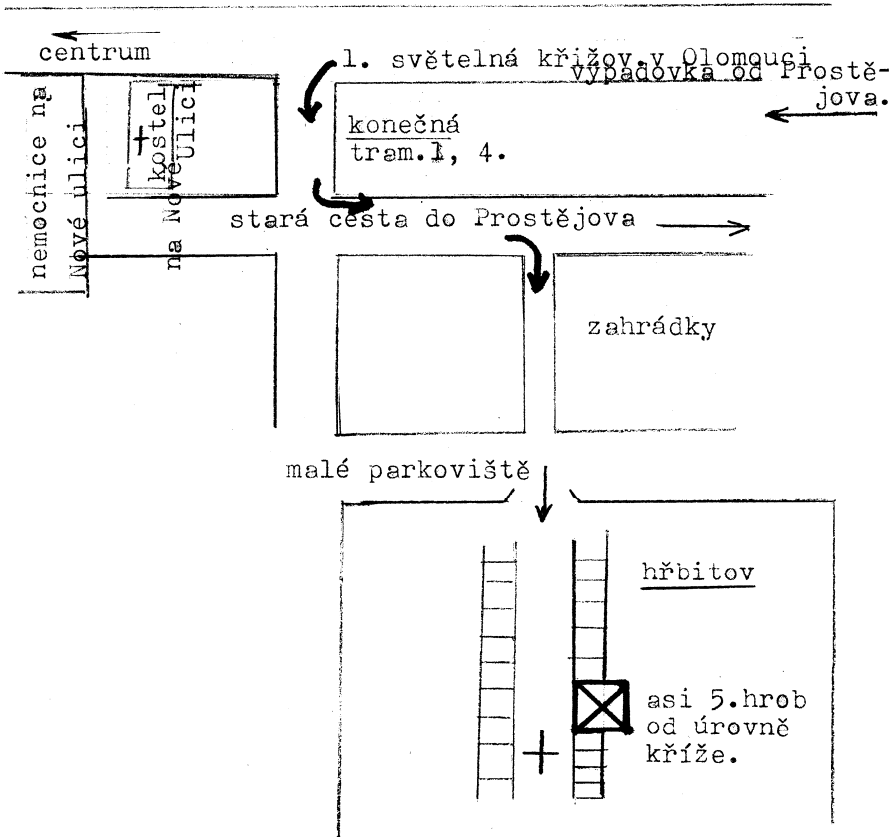 centrum
1. světelná křižov.v Olomouci
výpadovka od Prostě-
jova.
nemocnice na
Nové ulici
kostel
na Nové Ulici
konečná
tram.1, 4.
stará cesta do Prostějova
zahrádky
malé parkoviště
hřbitov
asi 5.hrob
od úrovně
kříže.